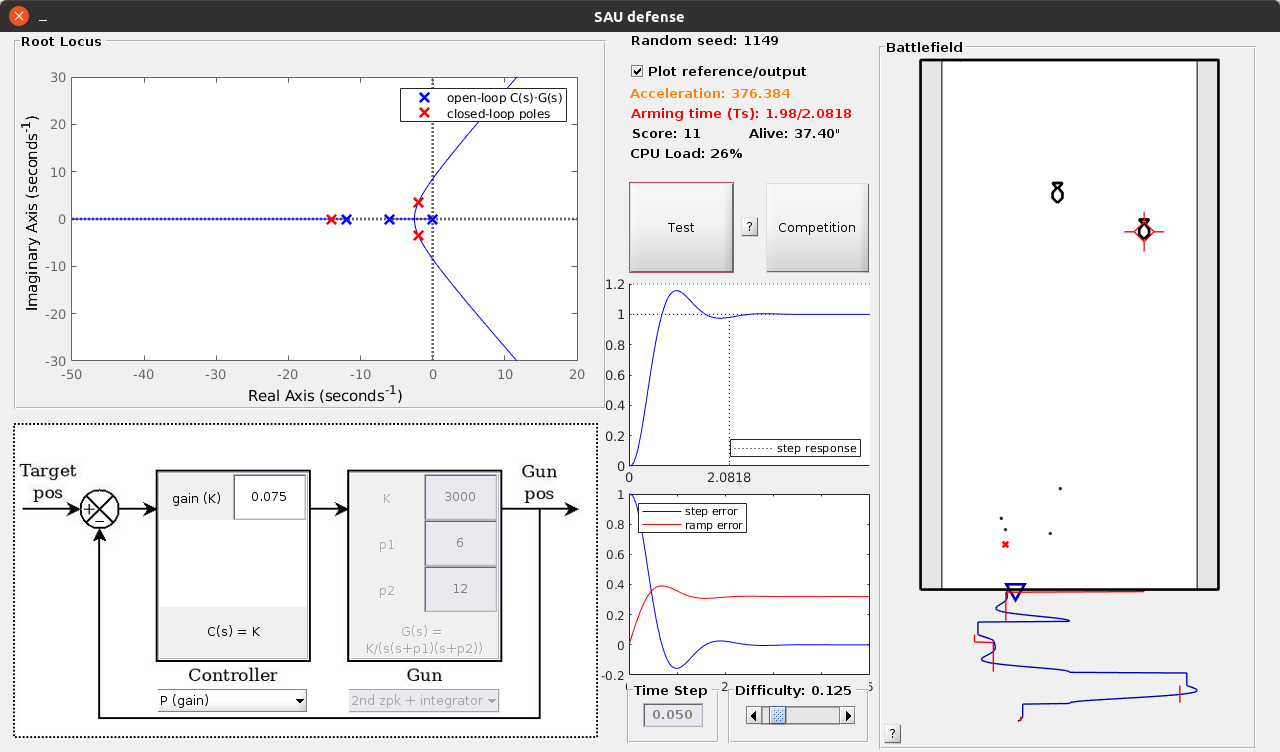 SAU defense
Root Locus
30
20
10
0
-10
-20
-30
-50
-40
-30
-20
-10
0
10
20
Imaginary Axis (seconds-1)
Real Axis (seconds-1)
open-loop C(s)·G(s)
closed-loop poles
Random seed: 1149
Plot reference/output
Acceleration: 376.384
Arming time (Ts): 1.98/2.0818
Score: 11
Alive: 37.40"
CPU Load: 26%
Test
?
Competition
1.2
1
0.8
0.6
0.4
0.2
0
0
2.0818
step response
1
0.8
0.6
0.4
0.2
0
-0.2
2
step error
ramp error
Time Step
0.050
Difficulty: 0.125
Battlefield
?
Target
pos
+
−
gain (K)
0.075
C(s) = K
Controller
P (gain)
K
3000
p1
6
p2
12
G(s) =
K/(s(s+p1)(s+p2))
Gun
2nd zpk + integrator
Gun
pos